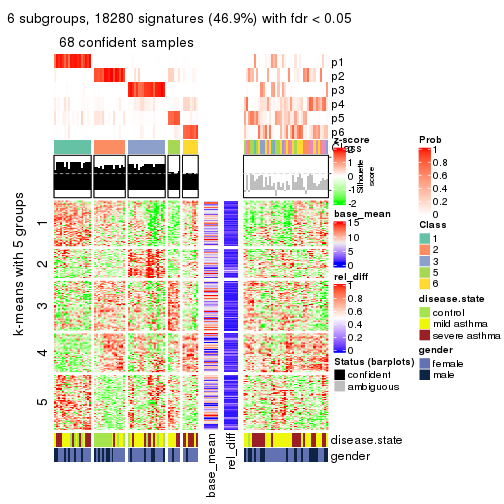 6 subgroups, 18280 signatures (46.9%) with fdr < 0.05
68 confident samples
p1
p2
p3
p4
p5
p6
Class
Silhouette
score
k-means with 5 groups
1
2
3
4
5
base_mean
rel_diff
disease.state
gender
z-score
2
-2
base_mean
15
10
5
0
rel_diff
1
0.8
0.6
0.4
0.2
0
Status (barplots)
confident
ambiguous
Prob
1
0.8
0.6
0.4
0.2
0
Class
1
2
3
5
6
disease.state
control
mild asthma
severe asthma
gender
female
male